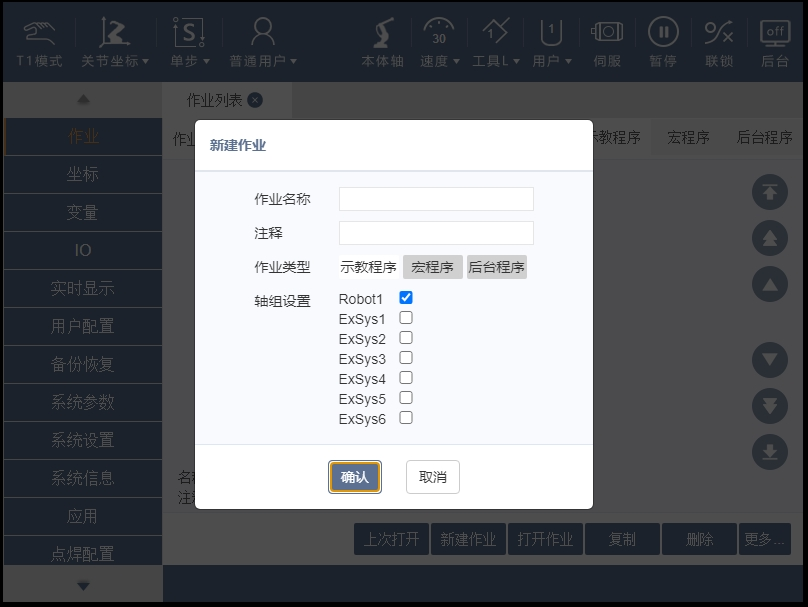 T1模式 关节坐标 单步 普通用户 本体轴 速度 工具L 用户 伺服 暂停 联锁 后台
S 30 1 1 off
作业列表
作业
坐标
变量
IO
实时显示
用户配置
备份恢复
系统参数
系统设置
系统信息
应用
点焊配置
作业 示教程序 宏程序 后台程序
新建作业
作业名称
注释
作业类型 示教程序 宏程序 后台程序
轴组设置 Robot1
ExSys1
ExSys2
ExSys3
ExSys4
ExSys5
ExSys6
确认 取消
上次打开 新建作业 打开作业 复制 删除 更多...